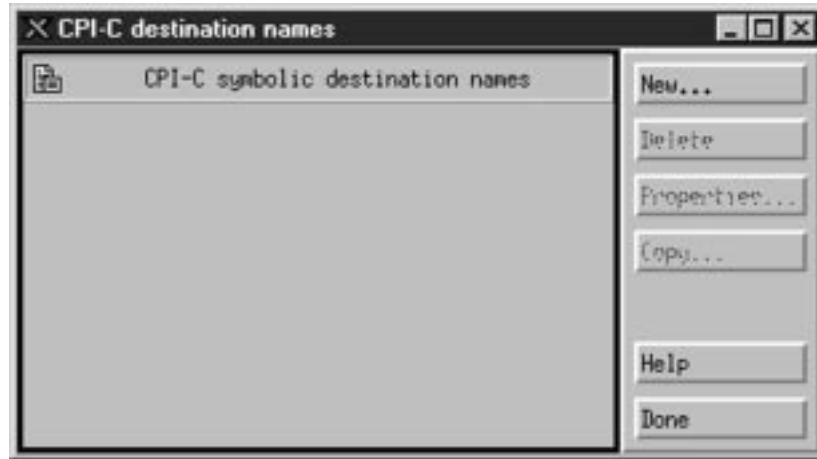 CPI-C destination names
CPI-C symbolic destination names
New...
Delete
Properties...
Copy...
Help
Done